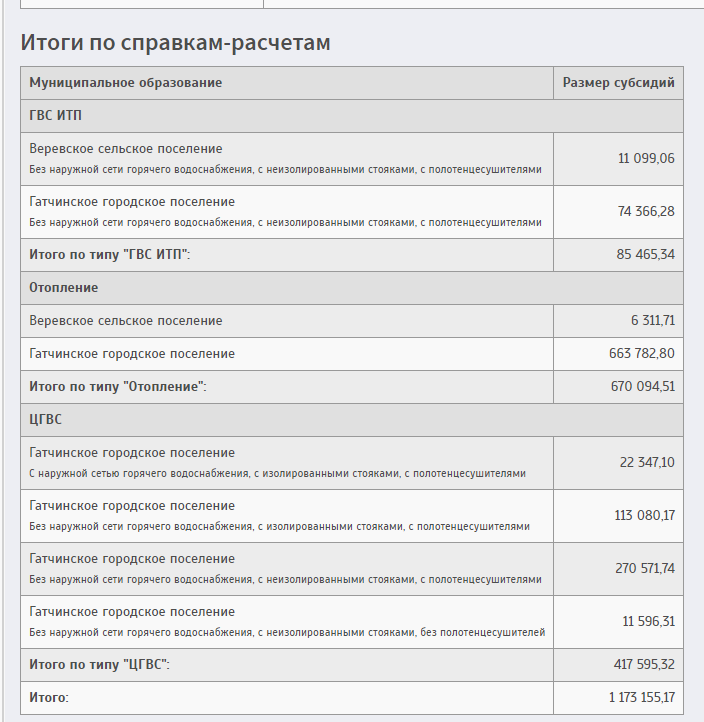 Итоги по справкам-расчетам
Муниципальное образование Размер субсидий
ГВС ИТП
Веревское сельское поселение
Без наружной сети горячего водоснабжения, с неизолированными стояками, с полотенцесушителями 11 099,06
Гатчинское городское поселение
Без наружной сети горячего водоснабжения, с неизолированными стояками, с полотенцесушителями 74 366,28
Итого по типу "ГВС ИТП": 85 465,34
Отопление
Веревское сельское поселение 6 311,71
Гатчинское городское поселение 663 782,80
Итого по типу "Отопление": 670 094,51
ЦГВС
Гатчинское городское поселение
С наружной сетью горячего водоснабжения, с изолированными стояками, с полотенцесушителями 22 347,10
Гатчинское городское поселение
Без наружной сети горячего водоснабжения, с изолированными стояками, с полотенцесушителями 113 080,17
Гатчинское городское поселение
Без наружной сети горячего водоснабжения, с неизолированными стояками, с полотенцесушителями 270 571,74
Гатчинское городское поселение
Без наружной сети горячего водоснабжения, с неизолированными стояками, без полотенцесушителей 11 596,31
Итого по типу "ЦГВС": 417 595,32
Итого: 1 173 155,17